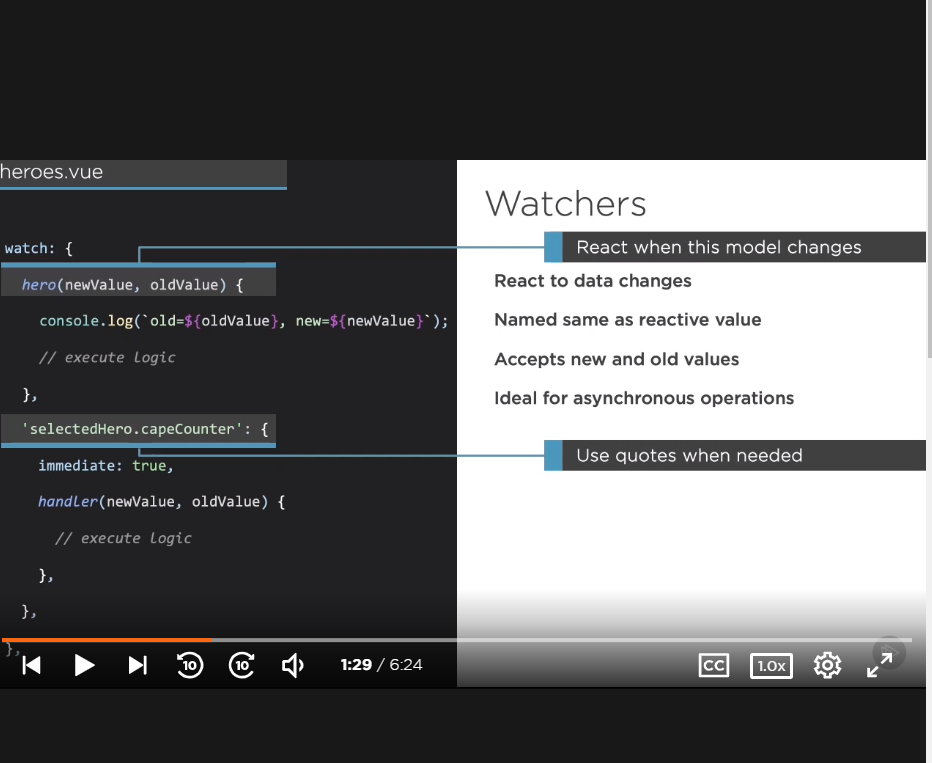 heroes.vue
watch: {
hero(newValue, oldValue) {
console.log(`old=${oldValue}, new=${newValue}`);
// execute logic
},
'selectedHero.capeCounter': {
immediate: true,
handler(newValue, oldValue) {
// execute logic
},
},
},
Watchers
React when this model changes
React to data changes
Named same as reactive value
Accepts new and old values
Ideal for asynchronous operations
Use quotes when needed
10 10 1:29 / 6:24 CC 1.0x